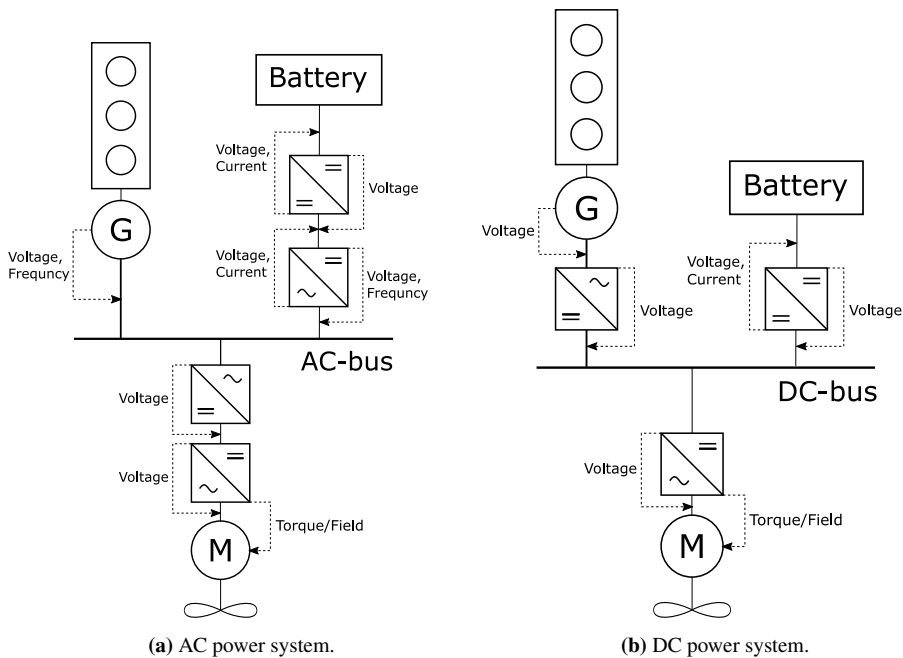 Battery
Voltage,
Current
Voltage
G
Voltage,
Frequncy
Voltage,
Current
Voltage,
Frequncy
AC-bus
Voltage
Voltage
Torque/Field
M
(a) AC power system.
G
Voltage
Battery
Voltage,
Current
Voltage
Voltage
DC-bus
Voltage
Torque/Field
M
(b) DC power system.